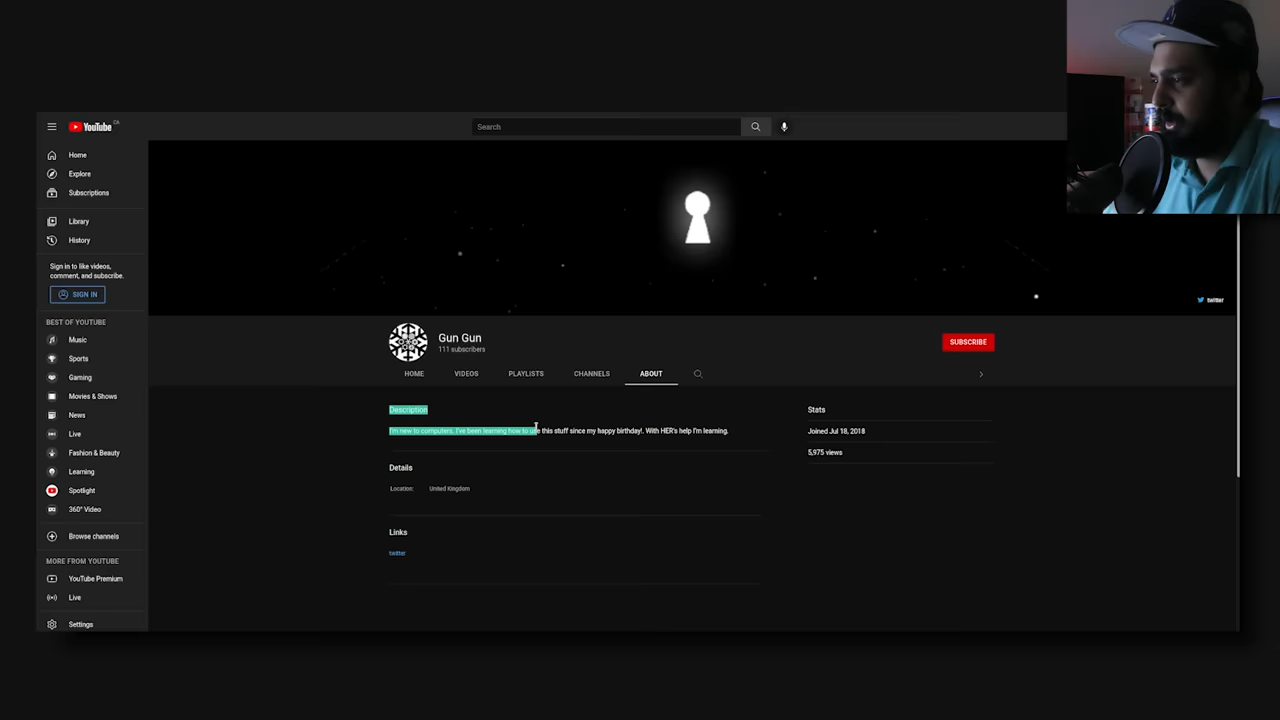 YouTube CA
Search
Home
Explore
Subscriptions
Library
History
Sign in to like videos,
comment, and subscribe.
SIGN IN
BEST OF YOUTUBE
Music
Sports
Gaming
Movies & Shows
News
Live
Fashion & Beauty
Learning
Spotlight
360° Video
Browse channels
MORE FROM YOUTUBE
YouTube Premium
Live
Settings
twitter
Gun Gun
111 subscribers
SUBSCRIBE
HOME VIDEOS PLAYLISTS CHANNELS ABOUT
Description
I'm new to computers. I've been learning how to use this stuff since my happy birthday!. With HER's help I'm learning.
Details
Location: United Kingdom
Links
twitter
Stats
Joined Jul 18, 2018
5,975 views